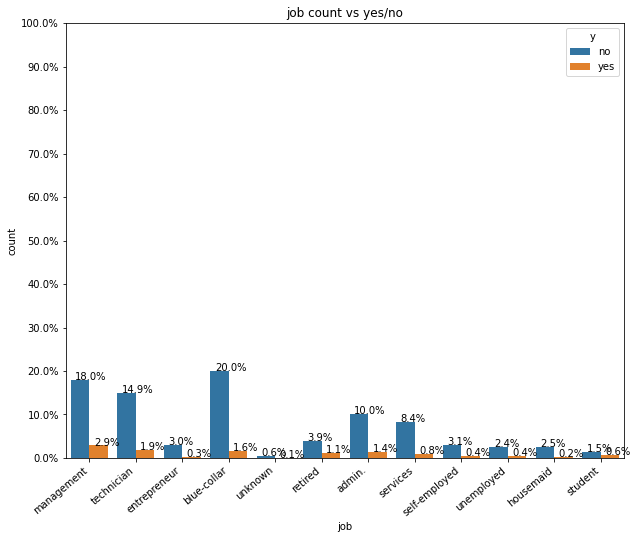 job count vs yes/no
100.0%
90.0%
80.0%
70.0%
60.0%
50.0%
40.0%
30.0%
20.0%
10.0%
0.0%
count
y
no
yes
18.0%
2.9%
14.9%
1.9%
3.0%
0.3%
20.0%
1.6%
0.6%
0.1%
3.9%
1.1%
10.0%
1.4%
8.4%
0.8%
3.1%
0.4%
2.4%
0.4%
2.5%
0.2%
1.5%
0.6%
management
technician
entrepreneur
blue-collar
unknown
retired
admin.
services
self-employed
unemployed
housemaid
student
job